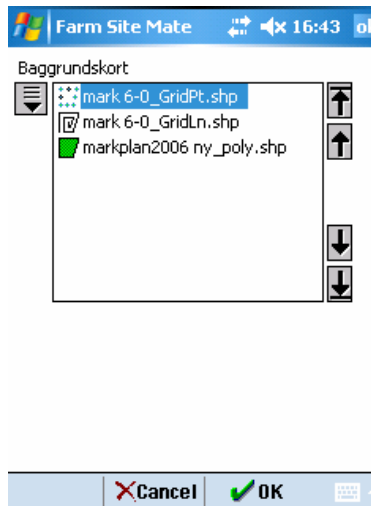 Farm Site Mate 16:43 ok
Baggrundskort
mark 6-0_GridPt.shp
mark 6-0_GridLn.shp
markplan2006 ny_poly.shp
Cancel OK